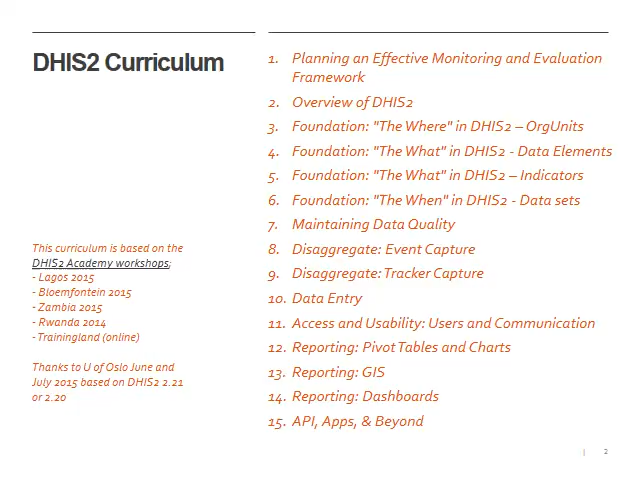 DHIS2 Curriculum
This curriculum is based on the
DHIS2 Academy workshops;
- Lagos 2015
- Bloemfontein 2015
- Zambia 2015
- Rwanda 2014
- Trainingland (online)
Thanks to U of Oslo June and
July 2015 based on DHIS2 2.21
or 2.20
1. Planning an Effective Monitoring and Evaluation
Framework
2. Overview of DHIS2
3. Foundation: "The Where" in DHIS2 – OrgUnits
4. Foundation: "The What" in DHIS2 - Data Elements
5. Foundation: "The What" in DHIS2 – Indicators
6. Foundation: "The When" in DHIS2 - Data sets
7. Maintaining Data Quality
8. Disaggregate: Event Capture
9. Disaggregate: Tracker Capture
10. Data Entry
11. Access and Usability: Users and Communication
12. Reporting: Pivot Tables and Charts
13. Reporting: GIS
14. Reporting: Dashboards
15. API, Apps, & Beyond
| 2